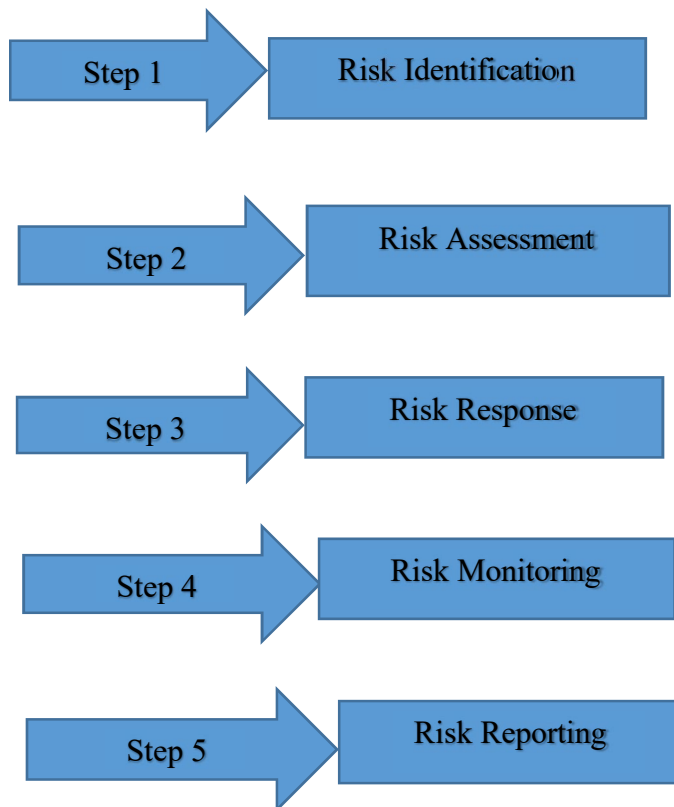 Step 1 Risk Identification
Step 2 Risk Assessment
Step 3 Risk Response
Step 4 Risk Monitoring
Step 5 Risk Reporting